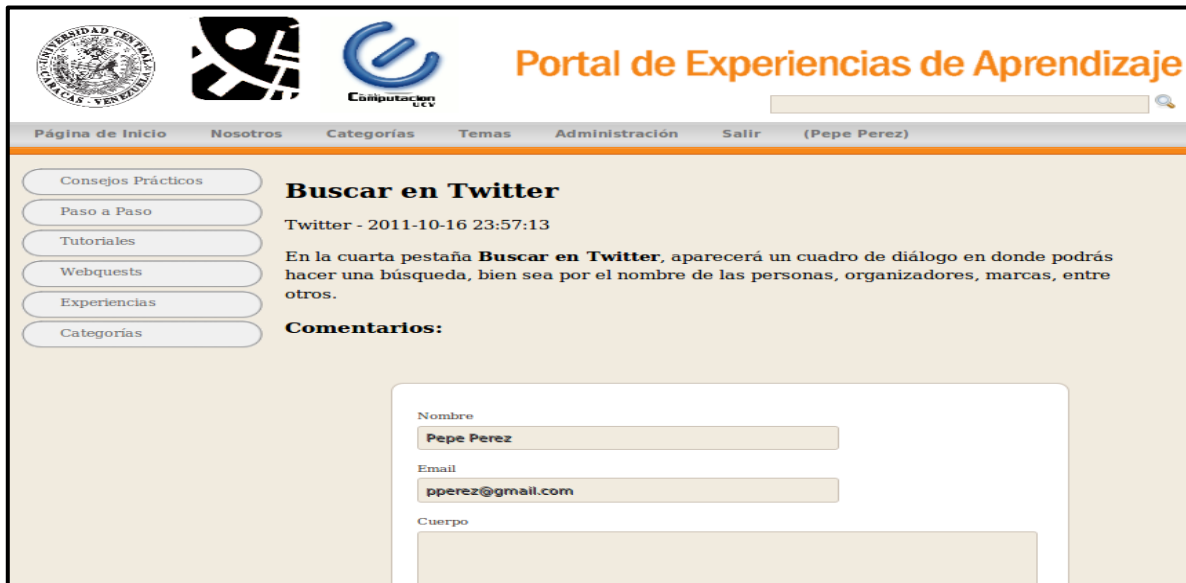 UNIVERSIDAD CENTRAL
CARACAS - VENEZUELA
Computacion
UCV
Portal de Experiencias de Aprendizaje
Página de Inicio Nosotros Categorías Temas Administración Salir (Pepe Perez)
Consejos Prácticos
Paso a Paso
Tutoriales
Webquests
Experiencias
Categorías
Buscar en Twitter
Twitter - 2011-10-16 23:57:13
En la cuarta pestaña Buscar en Twitter, aparecerá un cuadro de diálogo en donde podrás
hacer una búsqueda, bien sea por el nombre de las personas, organizadores, marcas, entre
otros.
Comentarios:
Nombre
Pepe Perez
Email
pperez@gmail.com
Cuerpo